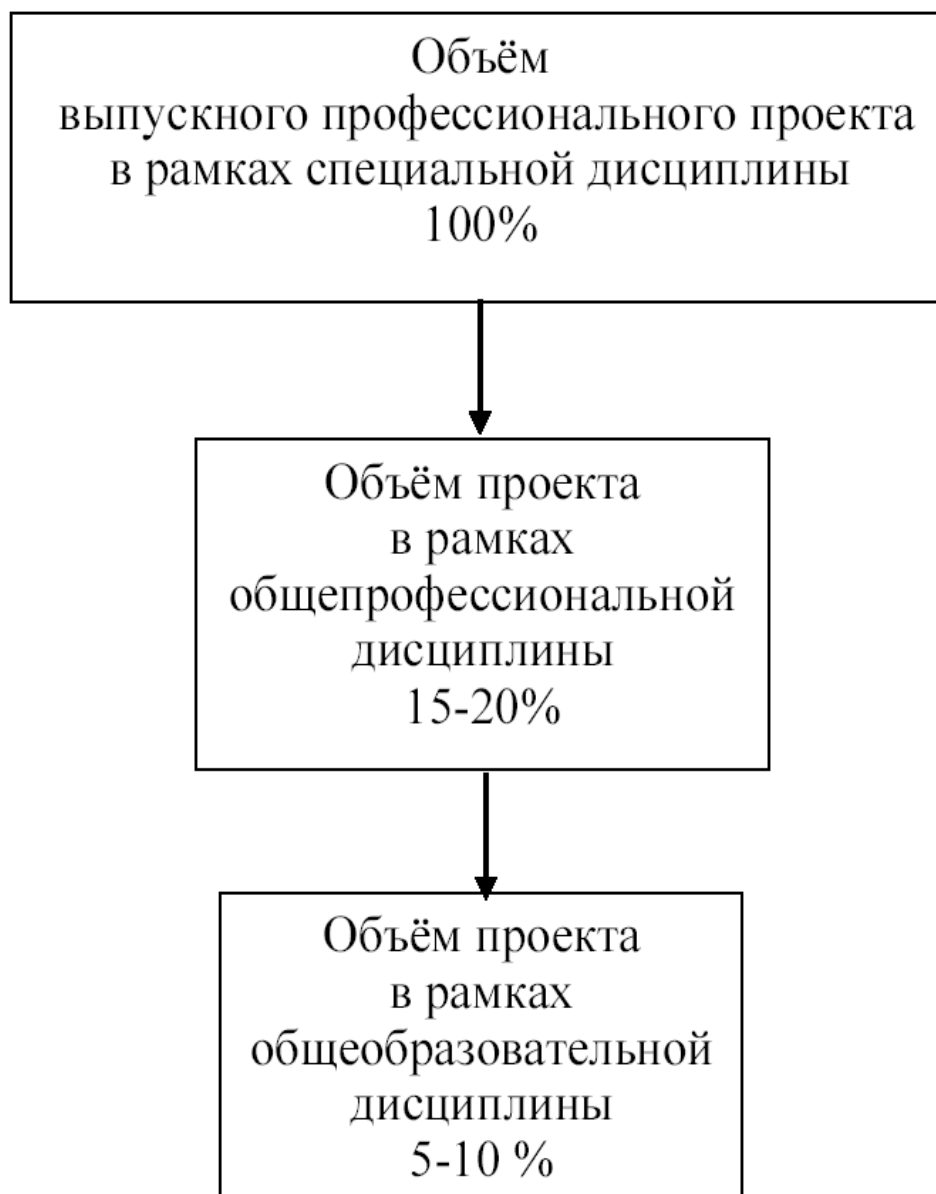 Объём
выпускного профессионального проекта
в рамках специальной дисциплины
100%
Объём проекта
в рамках
общепрофессиональной
дисциплины
15-20%
Объём проекта
в рамках
общеобразовательной
дисциплины
5-10 %